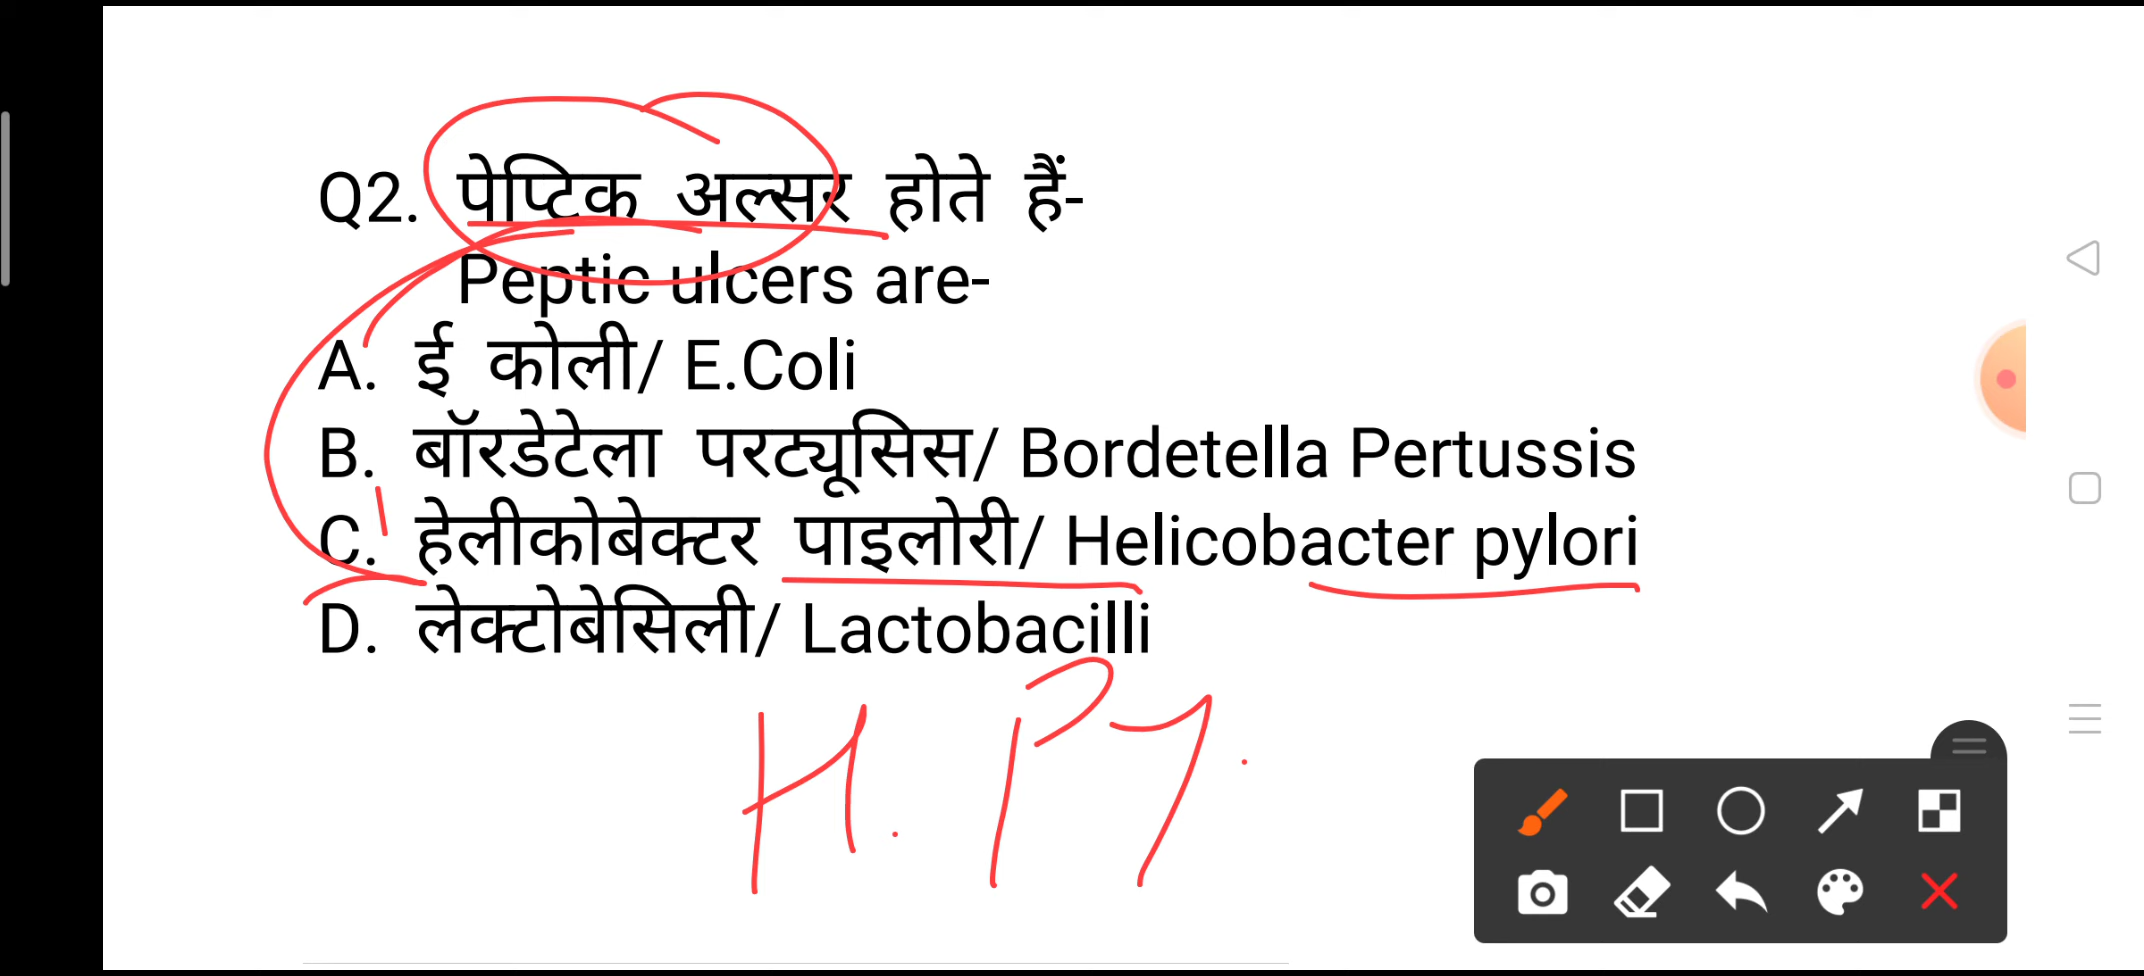 Q2. पेप्टिक अल्सर होते हैं-
Peptic ulcers are-
A. ई कोली/ E.Coli
B. बॉरडेटेला परट्यूसिस/ Bordetella Pertussis
C. हेलीकोबेक्टर पाइलोरी/ Helicobacter pylori
D. लेक्टोबेसिली/ Lactobacilli
H. Py.